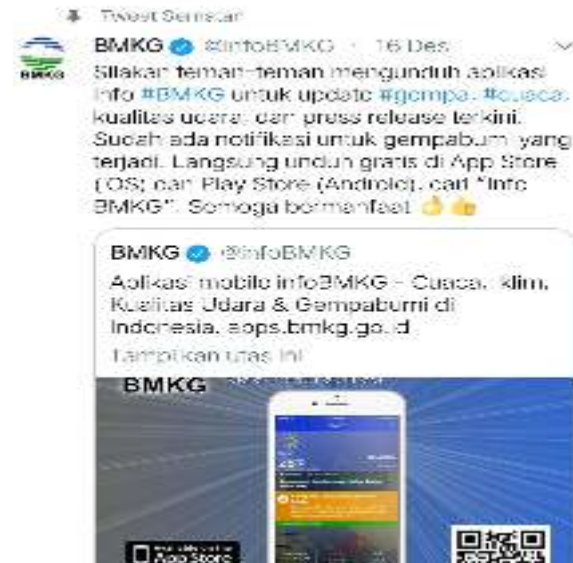 Tweet Sematan
BMKG @infoBMKG · 16 Des
BMKG
Silakan teman-teman mengunduh aplikasi
Info #BMKG untuk update #gempa, #cuaca,
kualitas udara, dan press release terkini.
Sudah ada notifikasi untuk gempabumi yang
terjadi. Langsung unduh gratis di App Store
(iOS) dan Play Store (Android), cari "Info
BMKG". Semoga bermanfaat 👌👍
BMKG @infoBMKG
Aplikasi mobile infoBMKG - Cuaca, Iklim,
Kualitas Udara & Gempabumi di
Indonesia. apps.bmkg.go.id
Tampilkan utas ini
BMKG
App Store